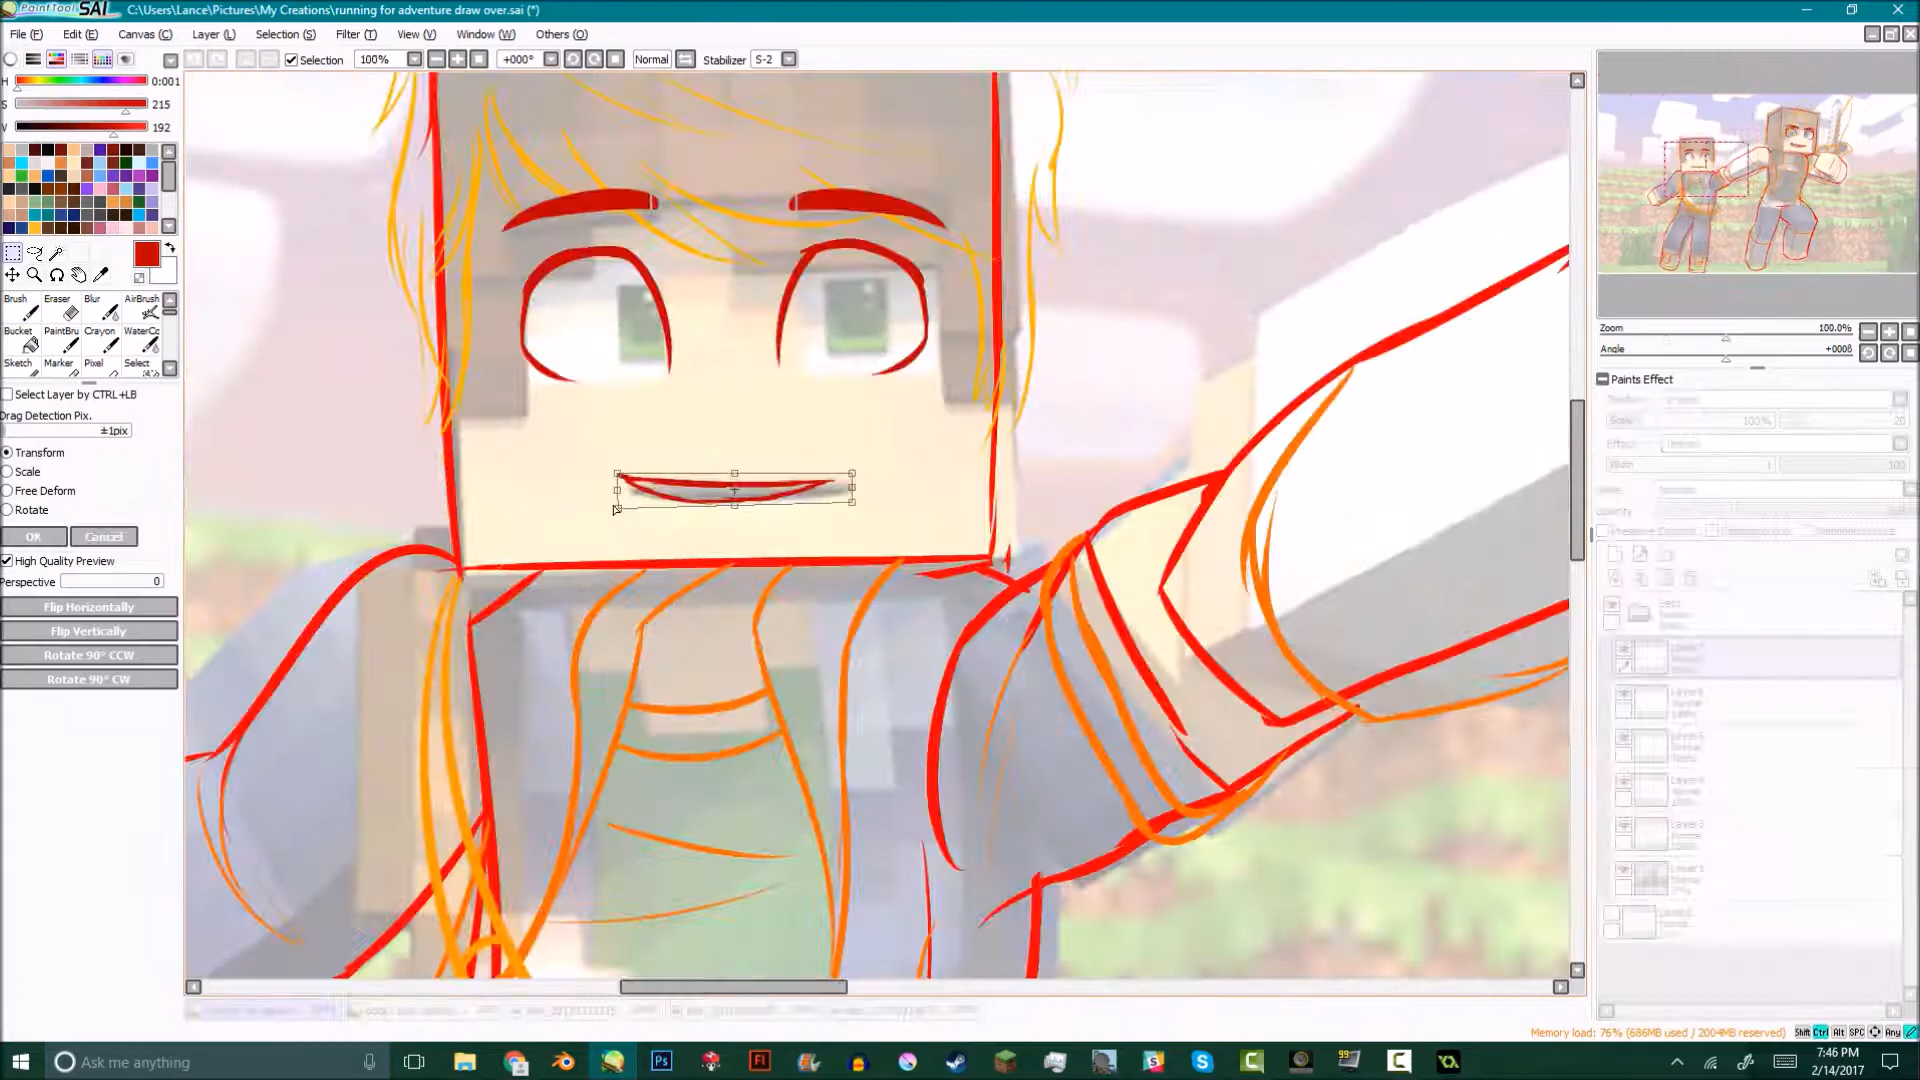 PaintTool SAI C:\Users\Lance\Pictures\My Creations\running for adventure draw over.sai (*)
File (F) Edit (E) Canvas (C) Layer (L) Selection (S) Filter (T) View (V) Window (W) Others (O)
Selection 100% +000° Normal Stabilizer S-2
H 0:001
S 215
V 192
Brush Eraser Blur AirBrush
Bucket PaintBru Crayon WaterCo
Sketch Marker Pixel Select
Select Layer by CTRL+LB
Drag Detection Pix.
±1pix
Transform
Scale
Free Deform
Rotate
OK Cancel
High Quality Preview
Perspective 0
Flip Horizontally
Flip Vertically
Rotate 90° CCW
Rotate 90° CW
Zoom 100.0%
Angle +000ß
Paints Effect
100% 20
Memory load: 76% (686MB used / 2004MB reserved) Shift Ctrl Alt SPC Any
Ask me anything
7:46 PM
2/14/2017